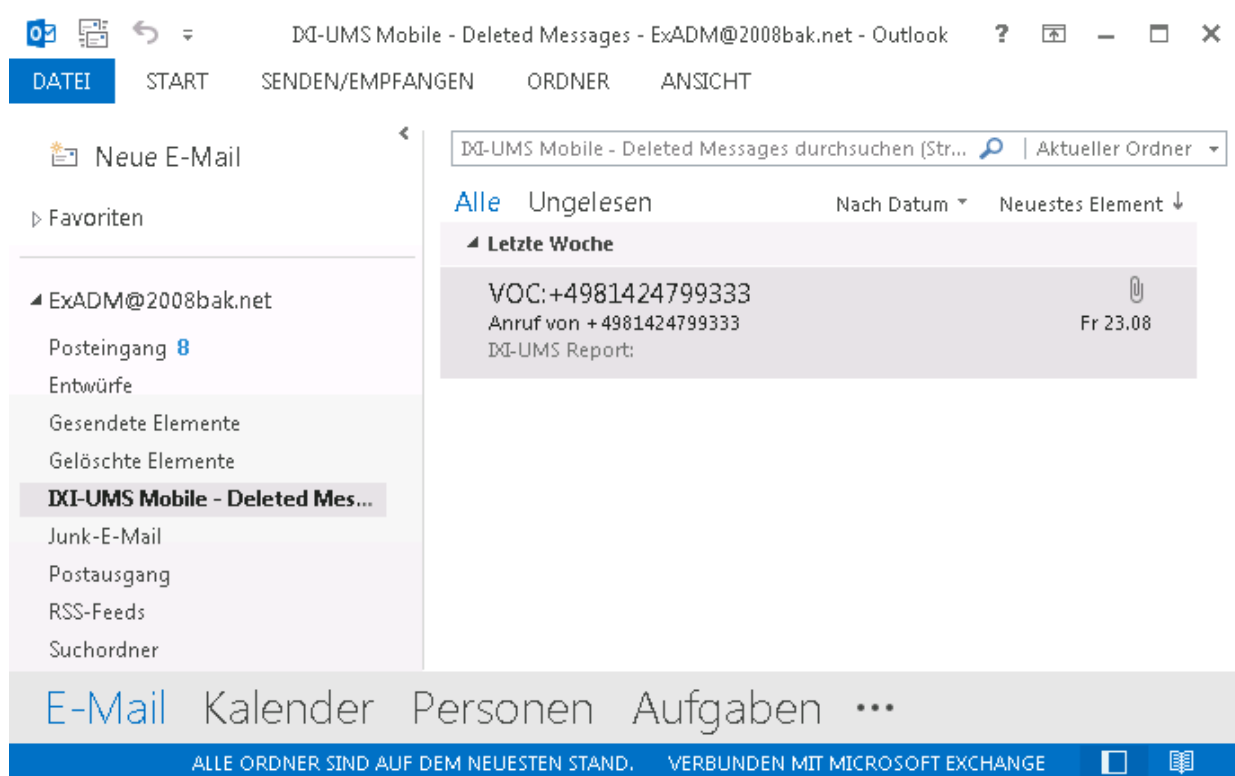 IXI-UMS Mobile - Deleted Messages - ExADM@2008bak.net - Outlook
DATEI START SENDEN/EMPFANGEN ORDNER ANSICHT
Neue E-Mail
Favoriten
ExADM@2008bak.net
Posteingang 8
Entwürfe
Gesendete Elemente
Gelöschte Elemente
IXI-UMS Mobile - Deleted Mes...
Junk-E-Mail
Postausgang
RSS-Feeds
Suchordner
IXI-UMS Mobile - Deleted Messages durchsuchen (Str... Aktueller Ordner
Alle Ungelesen Nach Datum Neuestes Element
Letzte Woche
VOC:+4981424799333
Anruf von +4981424799333 Fr 23.08
IXI-UMS Report:
E-Mail Kalender Personen Aufgaben •••
ALLE ORDNER SIND AUF DEM NEUESTEN STAND. VERBUNDEN MIT MICROSOFT EXCHANGE